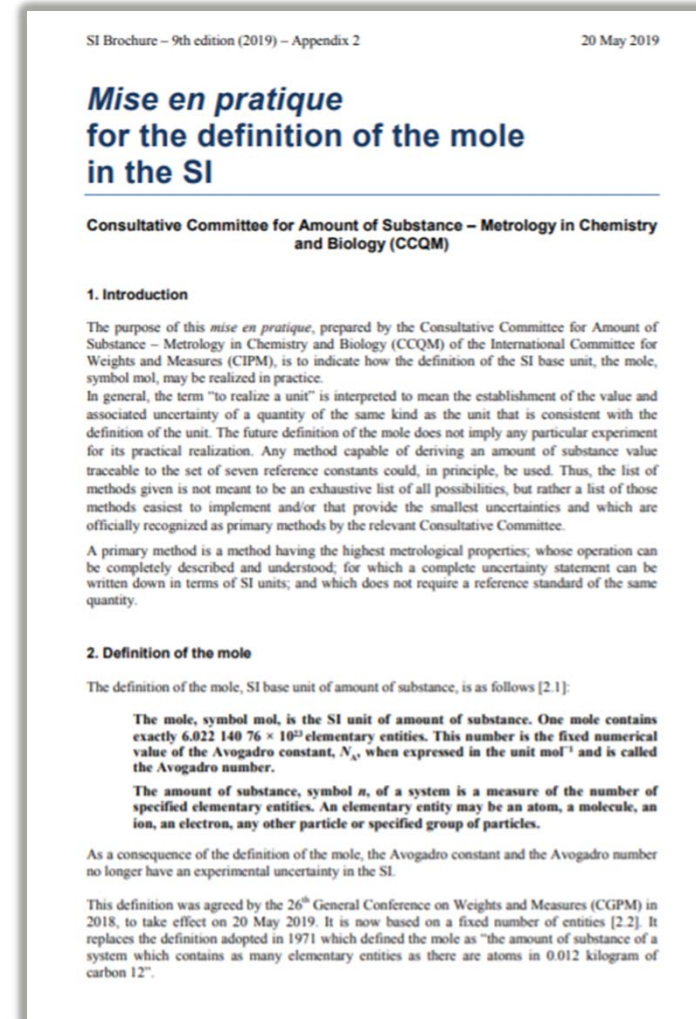 SI Brochure – 9th edition (2019) – Appendix 2 20 May 2019
Mise en pratique
for the definition of the mole
in the SI
Consultative Committee for Amount of Substance – Metrology in Chemistry
and Biology (CCQM)
1. Introduction
The purpose of this mise en pratique, prepared by the Consultative Committee for Amount of
Substance – Metrology in Chemistry and Biology (CCQM) of the International Committee for
Weights and Measures (CIPM), is to indicate how the definition of the SI base unit, the mole,
symbol mol, may be realized in practice.
In general, the term "to realize a unit" is interpreted to mean the establishment of the value and
associated uncertainty of a quantity of the same kind as the unit that is consistent with the
definition of the unit. The future definition of the mole does not imply any particular experiment
for its practical realization. Any method capable of deriving an amount of substance value
traceable to the set of seven reference constants could, in principle, be used. Thus, the list of
methods given is not meant to be an exhaustive list of all possibilities, but rather a list of those
methods easiest to implement and/or that provide the smallest uncertainties and which are
officially recognized as primary methods by the relevant Consultative Committee.
A primary method is a method having the highest metrological properties; whose operation can
be completely described and understood; for which a complete uncertainty statement can be
written down in terms of SI units; and which does not require a reference standard of the same
quantity.
2. Definition of the mole
The definition of the mole, SI base unit of amount of substance, is as follows [2.1]:
The mole, symbol mol, is the SI unit of amount of substance. One mole contains
exactly 6.022 140 76 × 10²³ elementary entities. This number is the fixed numerical
value of the Avogadro constant, N_A, when expressed in the unit mol⁻¹ and is called
the Avogadro number.
The amount of substance, symbol n, of a system is a measure of the number of
specified elementary entities. An elementary entity may be an atom, a molecule, an
ion, an electron, any other particle or specified group of particles.
As a consequence of the definition of the mole, the Avogadro constant and the Avogadro number
no longer have an experimental uncertainty in the SI.
This definition was agreed by the 26th General Conference on Weights and Measures (CGPM) in
2018, to take effect on 20 May 2019. It is now based on a fixed number of entities [2.2]. It
replaces the definition adopted in 1971 which defined the mole as "the amount of substance of a
system which contains as many elementary entities as there are atoms in 0.012 kilogram of
carbon 12".